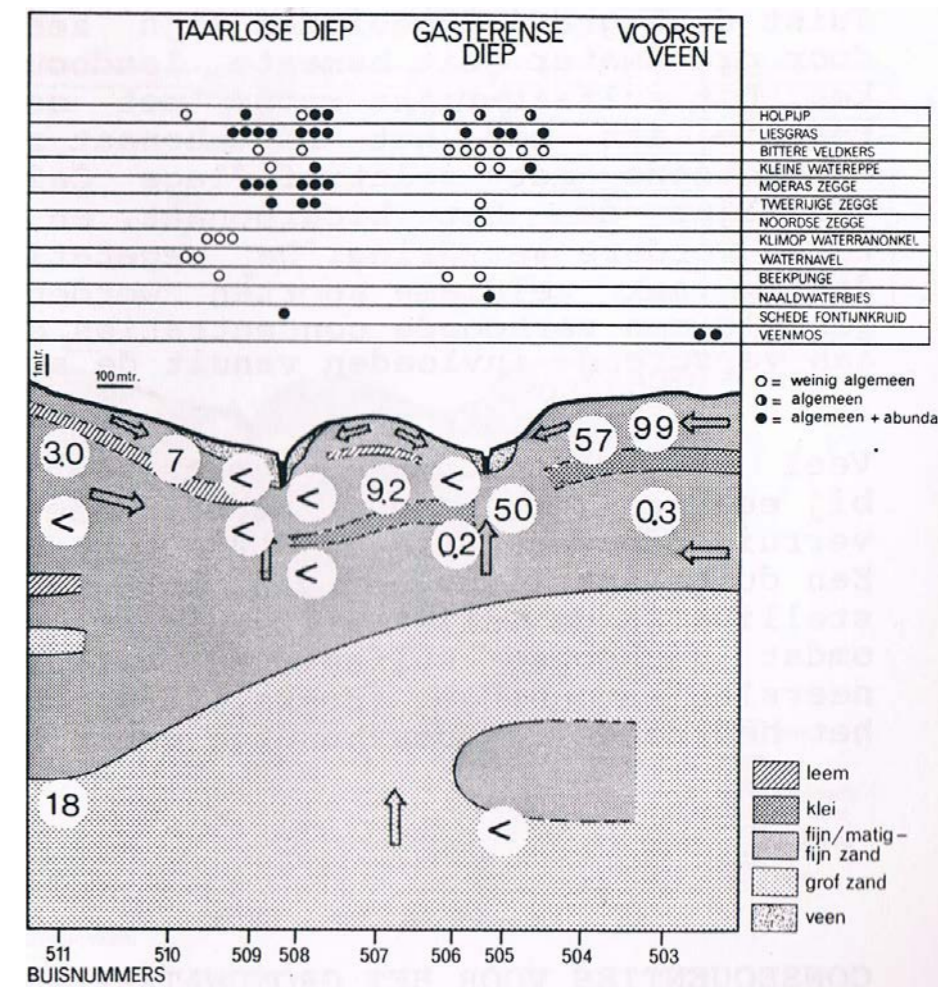 TAARLOSE DIEP
GASTERENSE
DIEP
VOORSTE
VEEN
HOLPIJP
LIESGRAS
BITTERE VELDKERS
KLEINE WATEREPPE
MOERAS ZEGGE
TWEERIJIGE ZEGGE
NOORDSE ZEGGE
KLIMOP WATERRANONKEL
WATERNAVEL
BEEKPUNGE
NAALDWATERBIES
SCHEDE FONTIJNKRUID
VEENMOS
1mtr.
100 mtr.
O = weinig algemeen
= algemeen
= algemeen + abunda
3,0
7
<
<
9,2
<
57
99
<
<
<
0,2
50
0,3
18
<
leem
klei
fijn/matig-
fijn zand
grof zand
veen
511
510
509
508
507
506
505
504
503
BUISNUMMERS